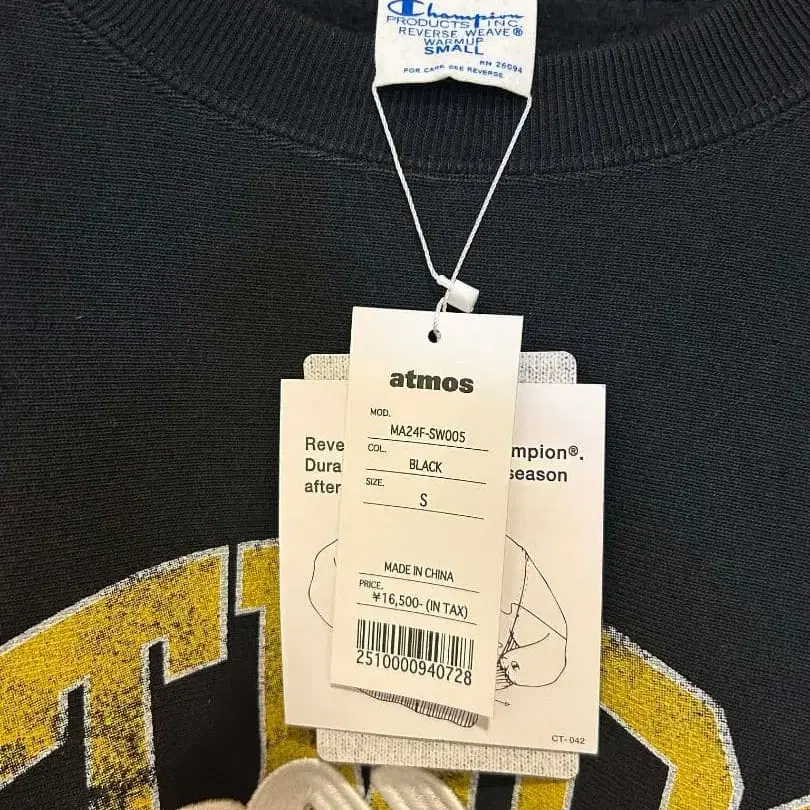 Champion
PRODUCTS INC.
REVERSE WEAVE®
WARMUP
SMALL
RN 26094
FOR CARE SEE REVERSE
atmos
MOD.
MA24F-SW005
COL.
BLACK
SIZE.
S
MADE IN CHINA
PRICE.
¥16,500- (IN TAX)
2510000940728
Reve mpion®.
Dura season
after
CT-042